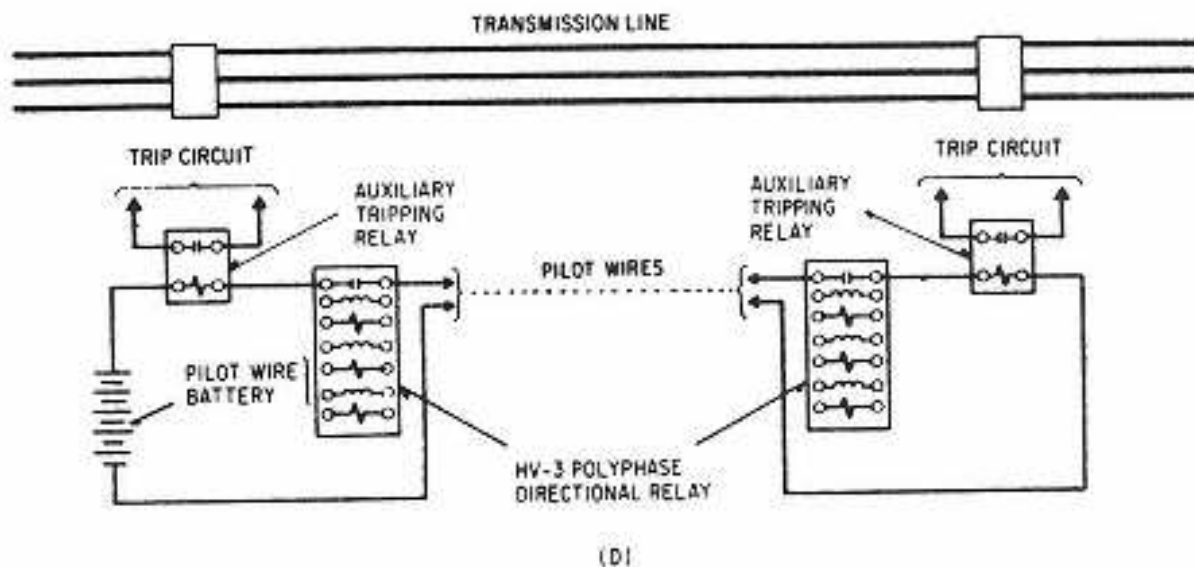 TRANSMISSION LINE
TRIP CIRCUIT
TRIP CIRCUIT
AUXILIARY
TRIPPING
RELAY
AUXILIARY
TRIPPING
RELAY
PILOT WIRES
PILOT WIRE
BATTERY
HV-3 POLYPHASE
DIRECTIONAL RELAY
(D)